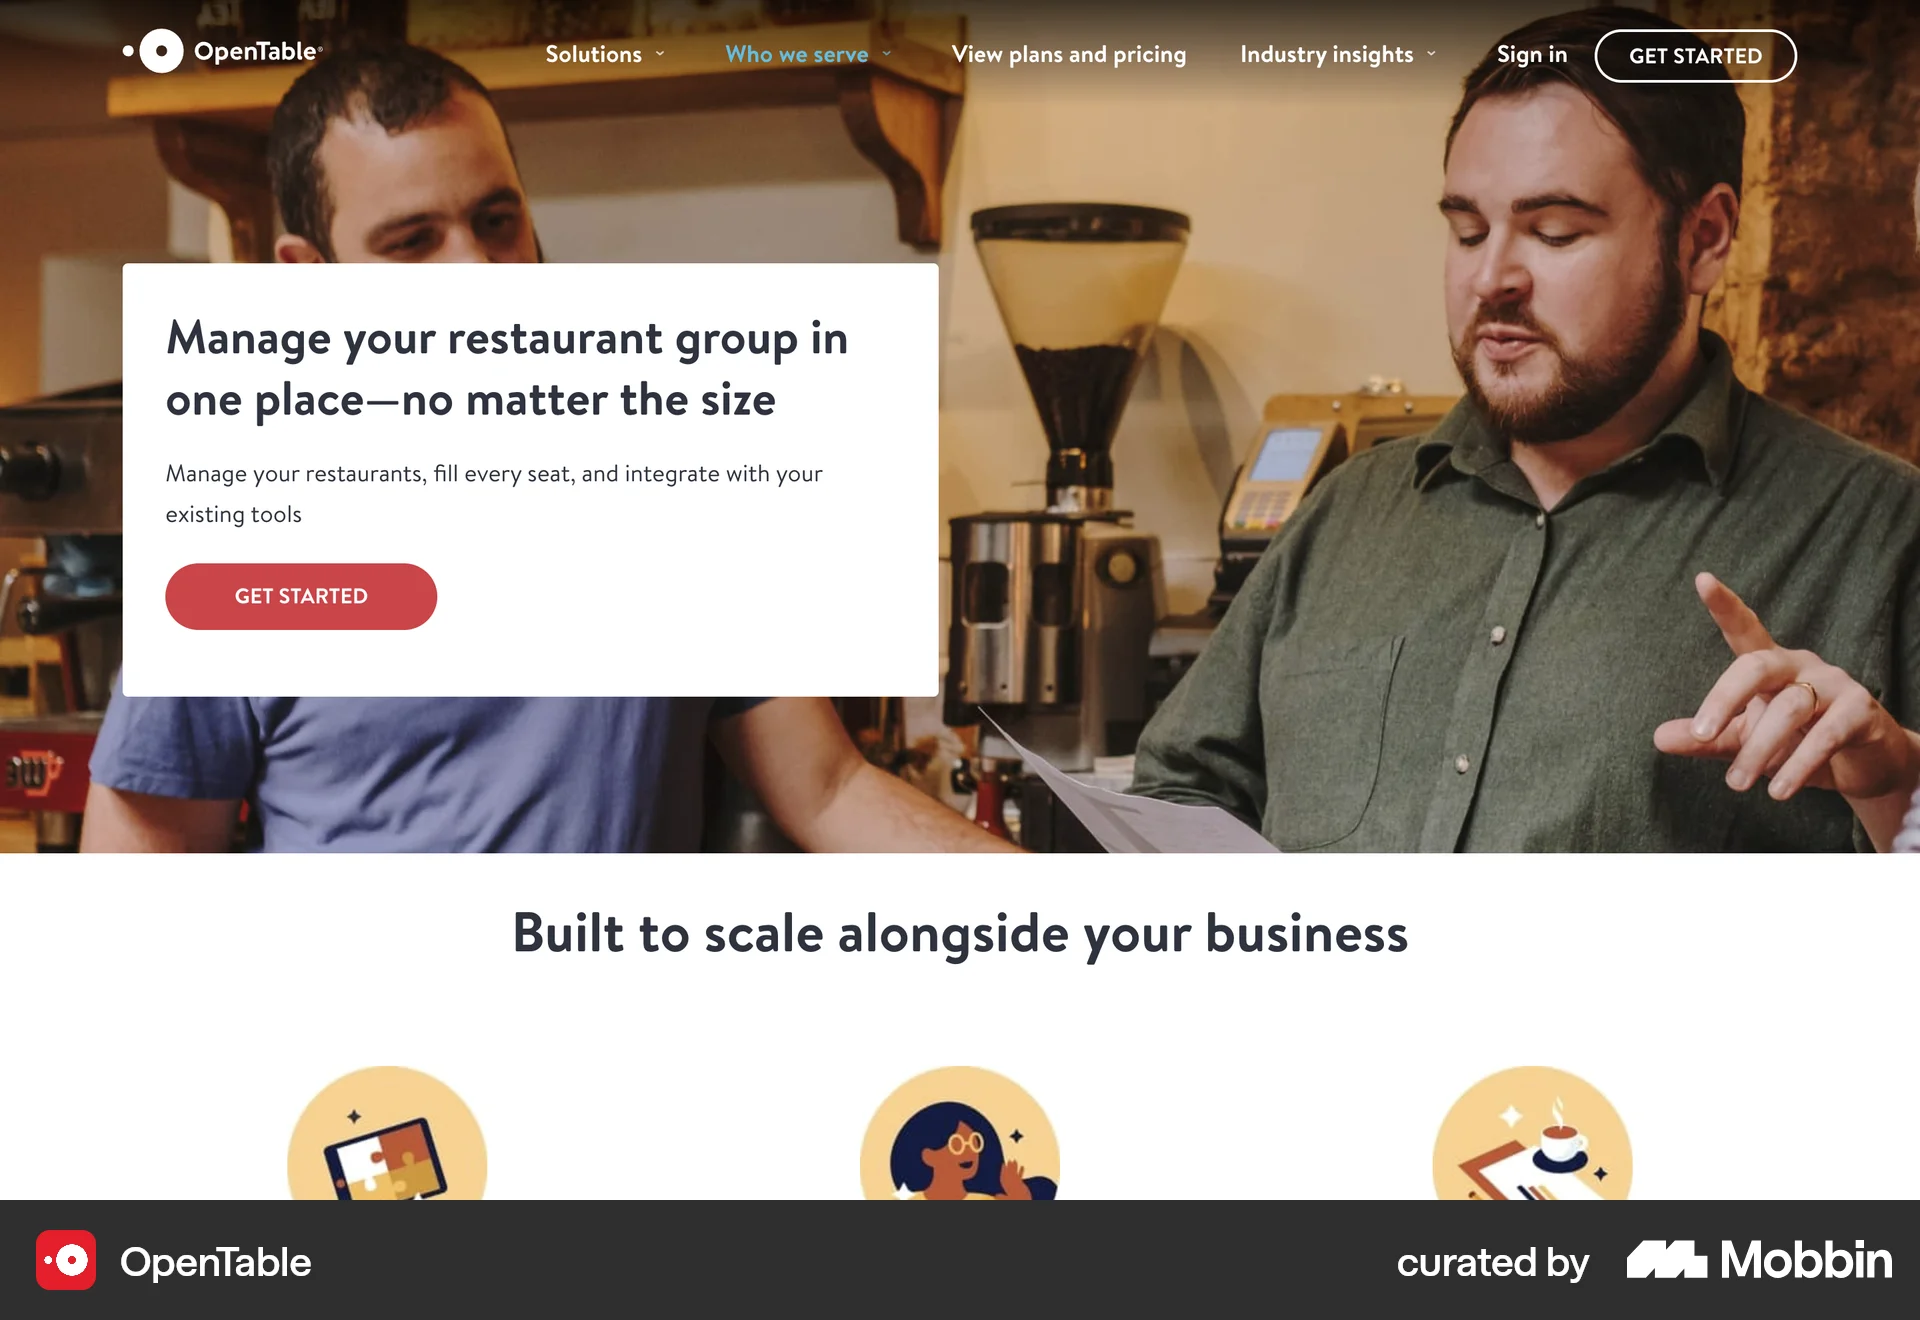 OpenTable®
Solutions
Who we serve
View plans and pricing
Industry insights
Sign in
GET STARTED
Manage your restaurant group in
one place—no matter the size
Manage your restaurants, fill every seat, and integrate with your
existing tools
GET STARTED
Built to scale alongside your business
OpenTable
curated by
Mobbin